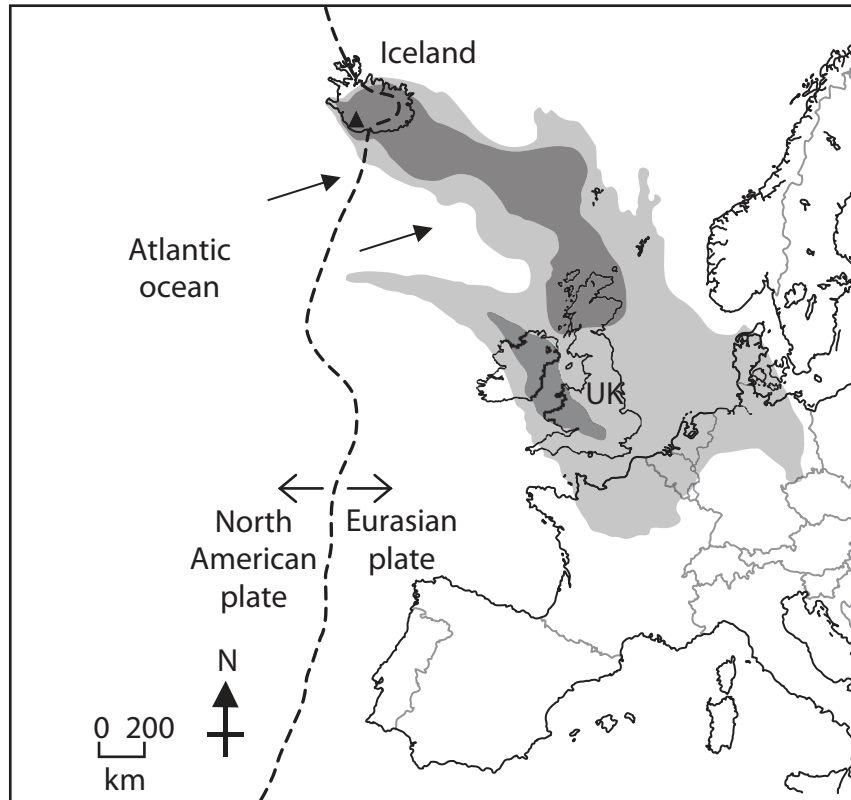 Iceland
Atlantic
ocean
UK
North
American
plate
Eurasian
plate
N
0 200
km